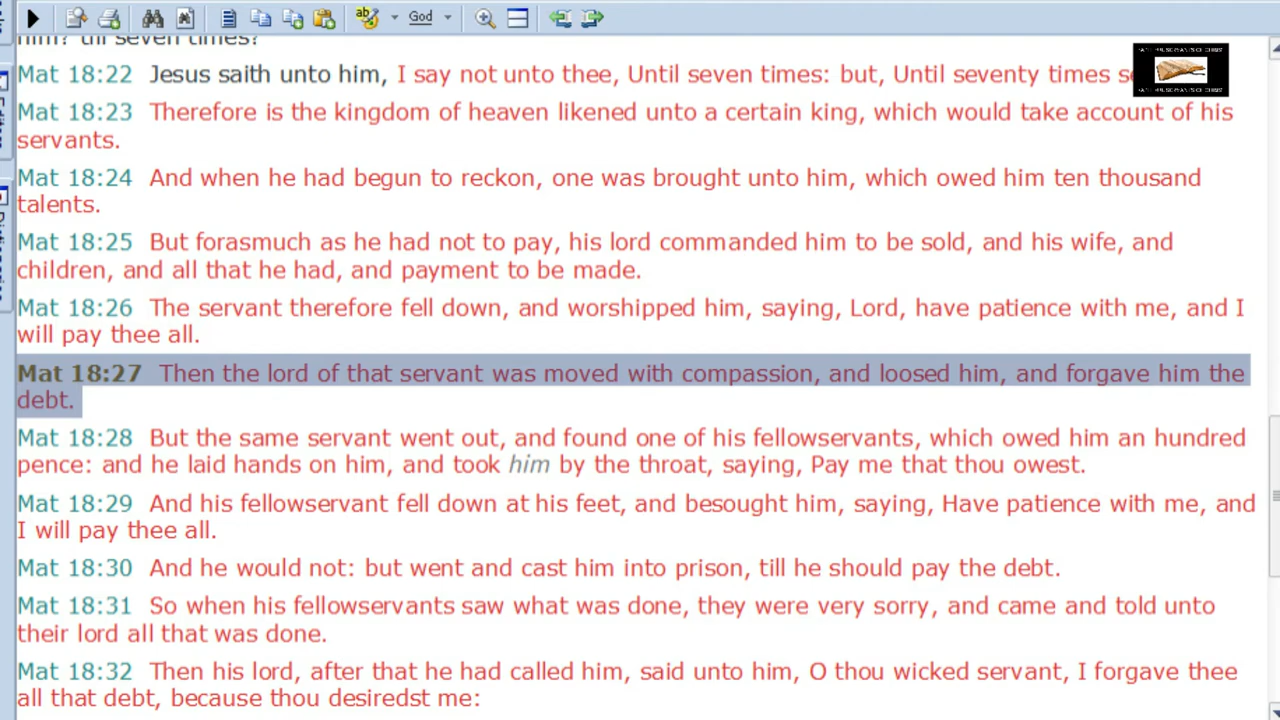 God
him? till seven times?
Mat 18:22 Jesus saith unto him, I say not unto thee, Until seven times: but, Until seventy times
Mat 18:23 Therefore is the kingdom of heaven likened unto a certain king, which would take account of his
servants.
Mat 18:24 And when he had begun to reckon, one was brought unto him, which owed him ten thousand
talents.
Mat 18:25 But forasmuch as he had not to pay, his lord commanded him to be sold, and his wife, and
children, and all that he had, and payment to be made.
Mat 18:26 The servant therefore fell down, and worshipped him, saying, Lord, have patience with me, and I
will pay thee all.
Mat 18:27 Then the lord of that servant was moved with compassion, and loosed him, and forgave him the
debt.
Mat 18:28 But the same servant went out, and found one of his fellowservants, which owed him an hundred
pence: and he laid hands on him, and took him by the throat, saying, Pay me that thou owest.
Mat 18:29 And his fellowservant fell down at his feet, and besought him, saying, Have patience with me, and
I will pay thee all.
Mat 18:30 And he would not: but went and cast him into prison, till he should pay the debt.
Mat 18:31 So when his fellowservants saw what was done, they were very sorry, and came and told unto
their lord all that was done.
Mat 18:32 Then his lord, after that he had called him, said unto him, O thou wicked servant, I forgave thee
all that debt, because thou desiredst me: